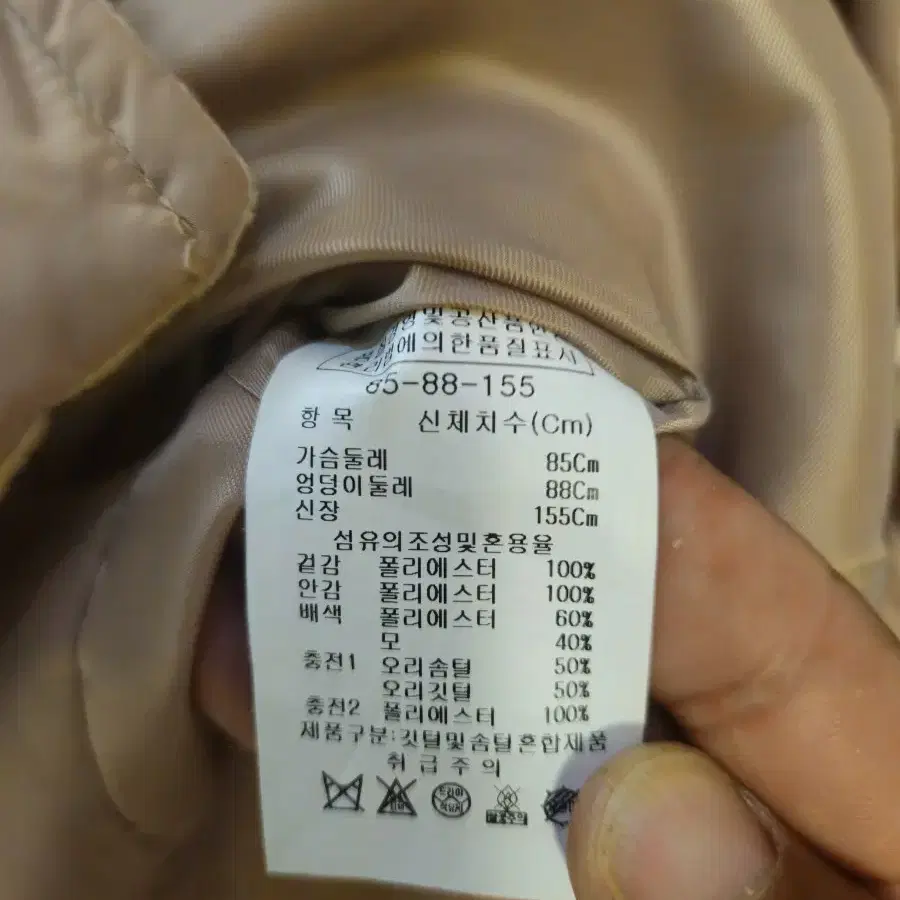 에의한품질표시
85-88-155
항 목 신체치수(Cm)
가슴둘레 85Cm
엉덩이둘레 88Cm
신장 155Cm
섬유의조성및혼용율
겉감 폴리에스터 100%
안감 폴리에스터 100%
배색 폴리에스터 60%
모 40%
충전1 오리솜털 50%
오리깃털 50%
충전2 폴리에스터 100%
제품구분:깃털및솜털혼합제품
취 급 주 의
드라이